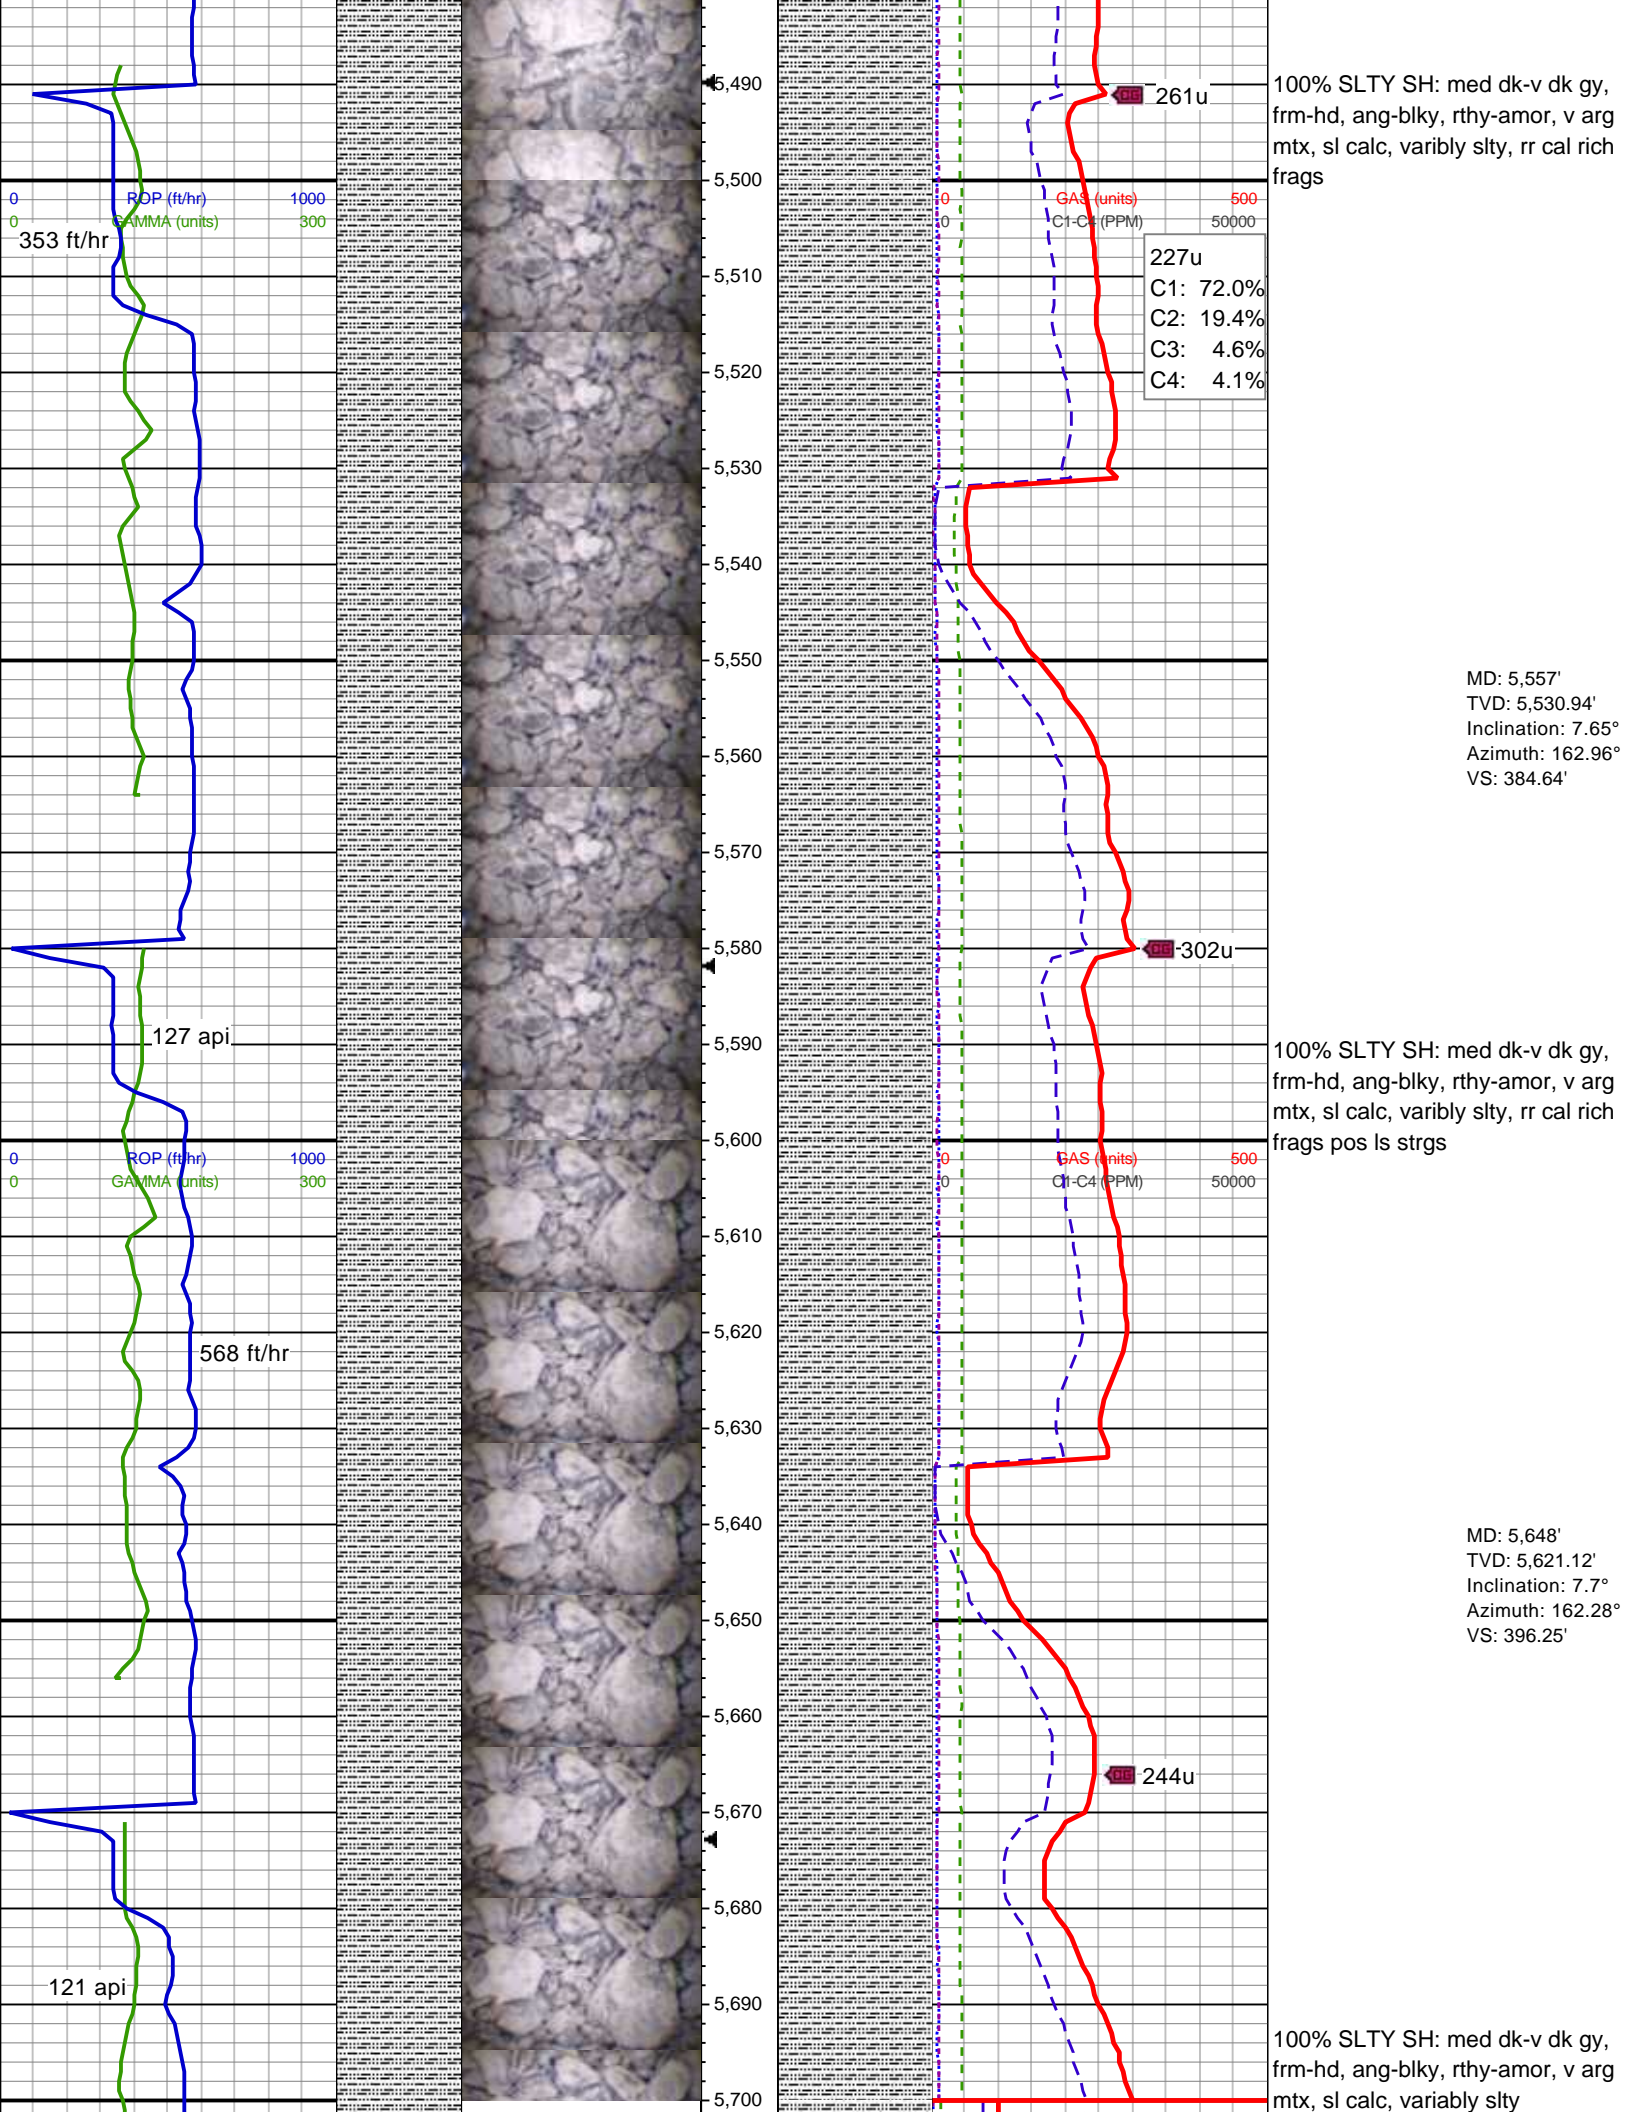 5,490
CG 261u
100% SLTY SH: med dk-v dk gy,
frm-hd, ang-blky, rthy-amor, v arg
mtx, sl calc, varibly slty, rr cal rich
frags
5,500
0 ROP (ft/hr) 1000
0 GAMMA (units) 300
0 GAS (units) 500
0 C1-C4 (PPM) 50000
353 ft/hr
227u
C1: 72.0%
C2: 19.4%
C3: 4.6%
C4: 4.1%
5,510
5,520
5,530
5,540
5,550
MD: 5,557'
TVD: 5,530.94'
Inclination: 7.65°
Azimuth: 162.96°
VS: 384.64'
5,560
5,570
5,580
CG 302u
127 api
5,590
100% SLTY SH: med dk-v dk gy,
frm-hd, ang-blky, rthy-amor, v arg
mtx, sl calc, varibly slty, rr cal rich
frags pos ls strgs
5,600
0 ROP (ft/hr) 1000
0 GAMMA (units) 300
0 GAS (units) 500
0 C1-C4 (PPM) 50000
5,610
5,620
568 ft/hr
5,630
5,640
MD: 5,648'
TVD: 5,621.12'
Inclination: 7.7°
Azimuth: 162.28°
VS: 396.25'
5,650
5,660
CG 244u
5,670
5,680
121 api
5,690
100% SLTY SH: med dk-v dk gy,
frm-hd, ang-blky, rthy-amor, v arg
mtx, sl calc, variably slty
5,700